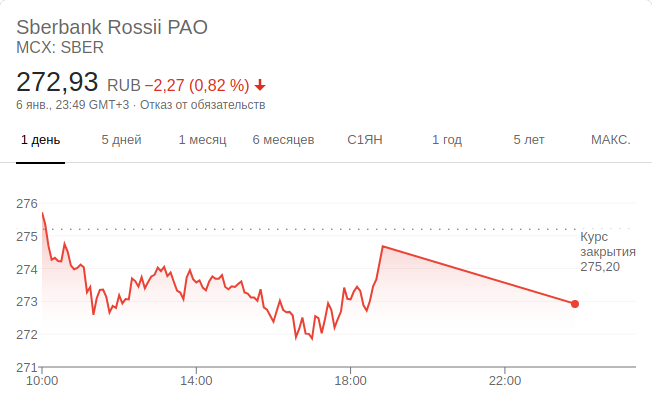 Sberbank Rossii PAO
MCX: SBER
272,93 RUB −2,27 (0,82 %)
6 янв., 23:49 GMT+3 · Отказ от обязательств
1 день 5 дней 1 месяц 6 месяцев С1ЯН 1 год 5 лет МАКС.
276
275
274
273
272
271
Курс
закрытия
275,20
10:00 14:00 18:00 22:00